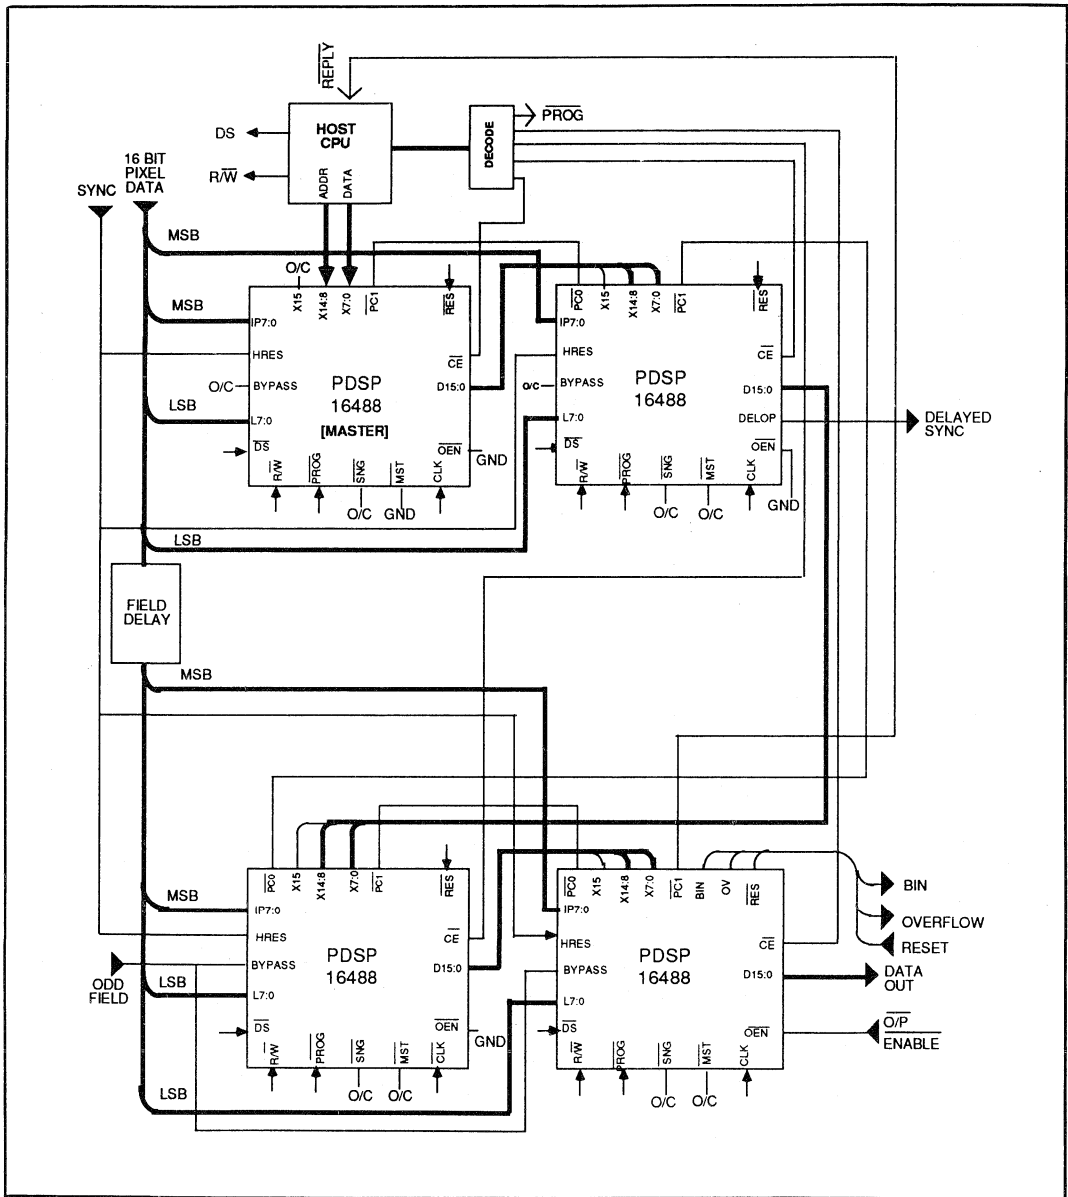 REPLY
HOST
CPU
ADDR
DATA
DS
R/W
DECODE
PROG
16 BIT
PIXEL
DATA
SYNC
MSB
MSB
LSB
LSB
O/C
X15
X14:8
X7:0
PC1
RES
IP7:0
HRES
BYPASS
O/C
L7:0
DS
R/W
PROG
SNG
MST
CLK
OEN
GND
CE
D15:0
PDSP
16488
[MASTER]
O/C
GND
PC0
X15
X14:8
X7:0
PC1
RES
IP7:0
HRES
O/C
BYPASS
L7:0
DS
R/W
PROG
SNG
MST
CLK
OEN
GND
CE
D15:0
DELOP
PDSP
16488
O/C
O/C
DELAYED
SYNC
FIELD
DELAY
MSB
MSB
LSB
LSB
ODD
FIELD
PC0
X15
X14:8
X7:0
PC1
RES
IP7:0
HRES
BYPASS
L7:0
DS
R/W
PROG
SNG
MST
CLK
OEN
GND
CE
D15:0
PDSP
16488
O/C
O/C
PC0
X15
X14:8
X7:0
PC1
BIN
OV
RES
IP7:0
HRES
BYPASS
L7:0
DS
R/W
PROG
SNG
MST
CLK
OEN
CE
D15:0
PDSP
16488
O/C
O/C
BIN
OVERFLOW
RESET
DATA
OUT
O/P
ENABLE